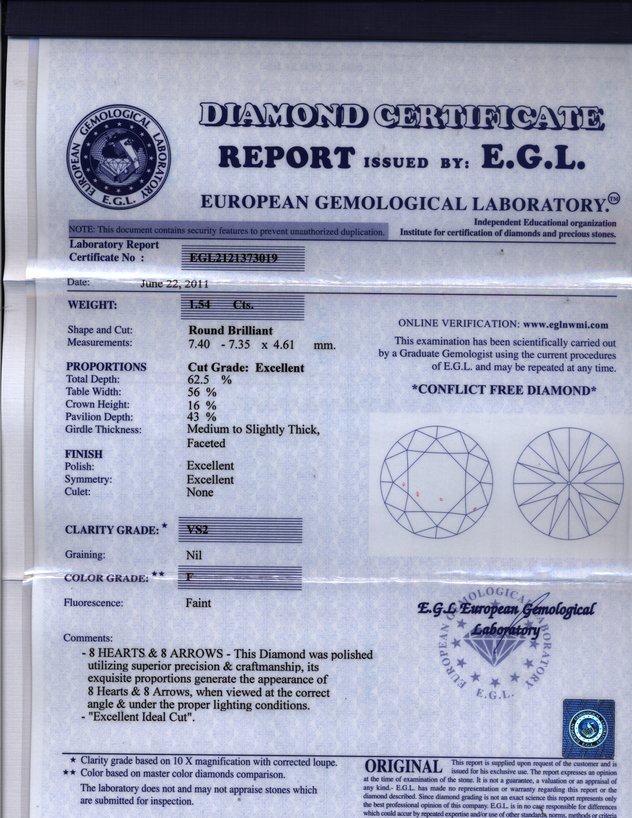 EUROPEAN GEMOLOGICAL LABORATORY
E.G.L.
DIAMOND CERTIFICATE
REPORT ISSUED BY: E.G.L.
EUROPEAN GEMOLOGICAL LABORATORY.™
Independent Educational organization
Institute for certification of diamonds and precious stones.
NOTE: This document contains security features to prevent unauthorized duplication.
Laboratory Report
Certificate No : EGL2121373019
Date: June 22, 2011
WEIGHT: 1.54 Cts.
Shape and Cut: Round Brilliant
Measurements: 7.40 - 7.35 x 4.61 mm.
PROPORTIONS Cut Grade: Excellent
Total Depth: 62.5 %
Table Width: 56 %
Crown Height: 16 %
Pavilion Depth: 43 %
Girdle Thickness: Medium to Slightly Thick,
Faceted
FINISH
Polish: Excellent
Symmetry: Excellent
Culet: None
CLARITY GRADE: * VS2
Graining: Nil
COLOR GRADE: ** F
Fluorescence: Faint
Comments:
- 8 HEARTS & 8 ARROWS - This Diamond was polished
utilizing superior precision & craftmanship, its
exquisite proportions generate the appearance of
8 Hearts & 8 Arrows, when viewed at the correct
angle & under the proper lighting conditions.
- "Excellent Ideal Cut".
ONLINE VERIFICATION: www.eglnwmi.com
This examination has been scientifically carried out
by a Graduate Gemologist using the current procedures
of E.G.L. and may be repeated at any time.
*CONFLICT FREE DIAMOND*
E.G.L European Gemological
Laboratory
EUROPEAN GEMOLOGICAL LABORATORY
E.G.L.
* Clarity grade based on 10 X magnification with corrected loupe.
** Color based on master color diamonds comparison.
The laboratory does not and may not appraise stones which
are submitted for inspection.
ORIGINAL This report is supplied upon request of the customer and is
issued for his exclusive use. The report expresses an opinion
at the time of examination of the stone. It is not a guarantee, a valuation or an appraisal of
any kind.- E.G.L. has made no representation or warranty regarding this report or the
diamond described. Since diamond grading is not an exact science this report represents only
the best professional opinion of this company. E.G.L. is in no case responsible for differences
which could occur by repeated expertise and/or use of other standards, norms, methods or criteria